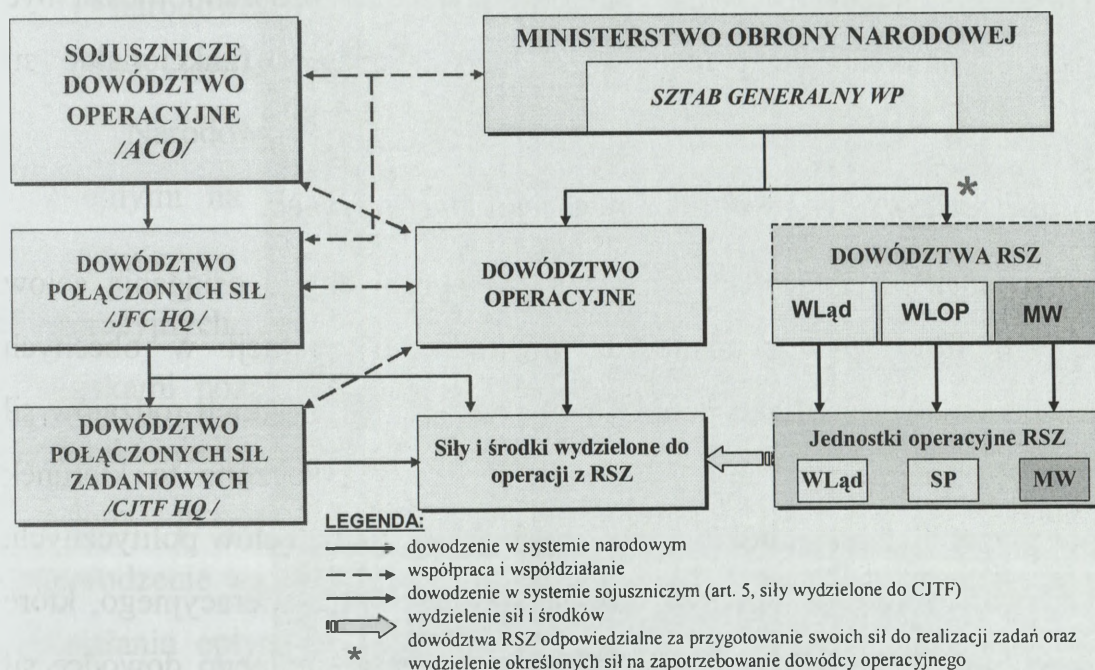 SOJUSZNICZE
DOWÓDZTWO
OPERACYJNE
/ACO/
MINISTERSTWO OBRONY NARODOWEJ
SZTAB GENERALNY WP
*
DOWÓDZTWO
POŁĄCZONYCH SIŁ
/JFC HQ /
DOWÓDZTWO
OPERACYJNE
DOWÓDZTWA RSZ
WLąd
WLOP
MW
DOWÓDZTWO
POŁĄCZONYCH SIŁ
ZADANIOWYCH
/CJTF HQ /
Siły i środki wydzielone do
operacji z RSZ
Jednostki operacyjne RSZ
WLąd
SP
MW
LEGENDA:
dowodzenie w systemie narodowym
współpraca i współdziałanie
dowodzenie w systemie sojuszniczym (art. 5, siły wydzielone do CJTF)
wydzielenie sił i środków
* dowództwa RSZ odpowiedzialne za przygotowanie swoich sił do realizacji zadań oraz
wydzielenie określonych sił na zapotrzebowanie dowódcy operacyjnego